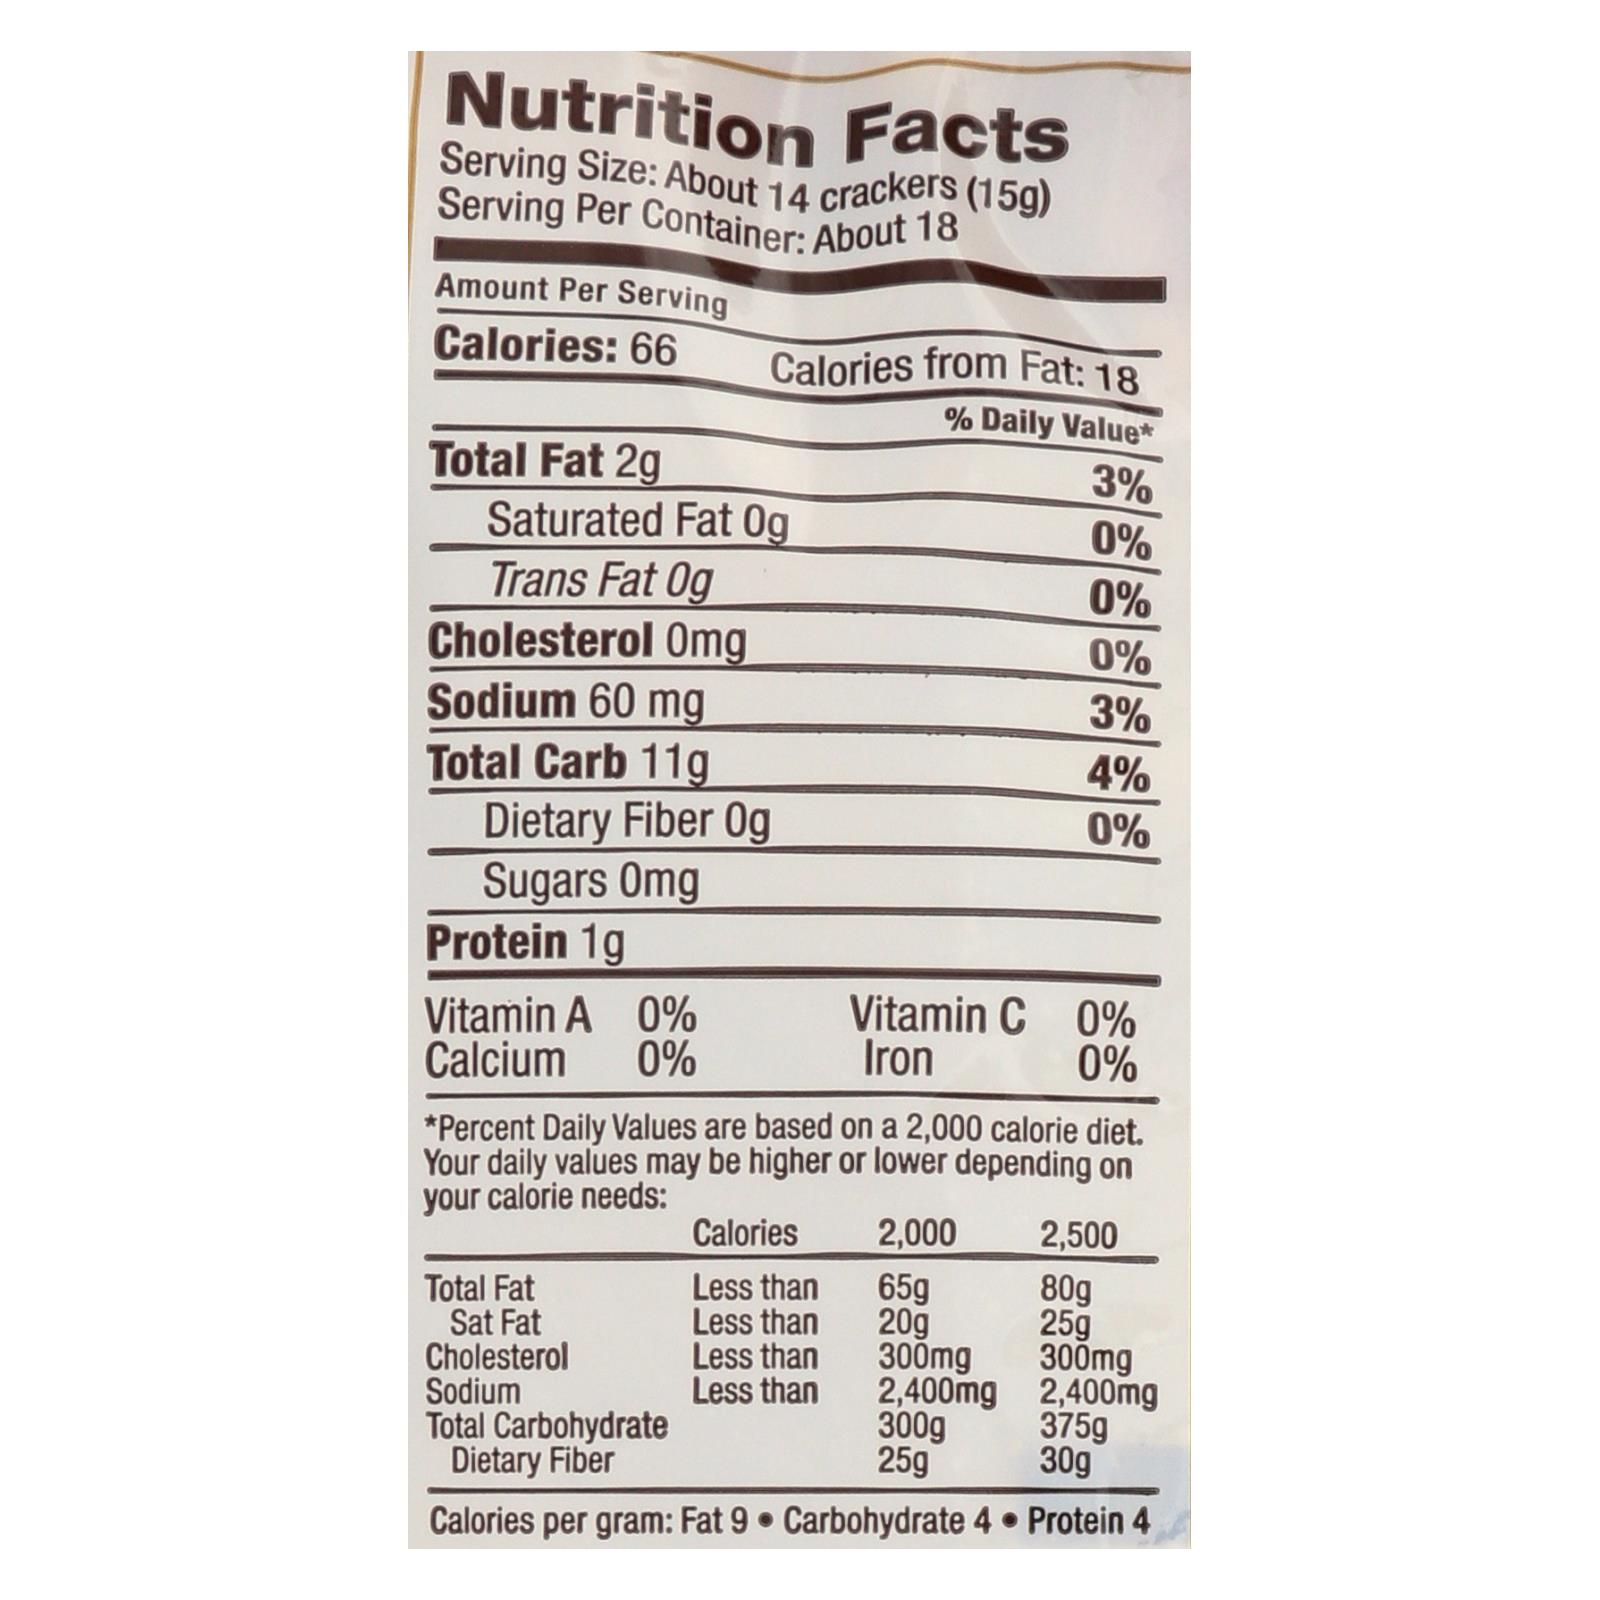 Nutrition Facts
Serving Size: About 14 crackers (15g)
Serving Per Container: About 18
Amount Per Serving
Calories: 66 Calories from Fat: 18
% Daily Value*
Total Fat 2g 3%
Saturated Fat 0g 0%
Trans Fat 0g 0%
Cholesterol 0mg 0%
Sodium 60 mg 3%
Total Carb 11g 4%
Dietary Fiber 0g 0%
Sugars 0mg
Protein 1g
Vitamin A 0% Vitamin C 0%
Calcium 0% Iron 0%
*Percent Daily Values are based on a 2,000 calorie diet.
Your daily values may be higher or lower depending on
your calorie needs:
Calories 2,000 2,500
Total Fat Less than 65g 80g
Sat Fat Less than 20g 25g
Cholesterol Less than 300mg 300mg
Sodium Less than 2,400mg 2,400mg
Total Carbohydrate 300g 375g
Dietary Fiber 25g 30g
Calories per gram: Fat 9 • Carbohydrate 4 • Protein 4